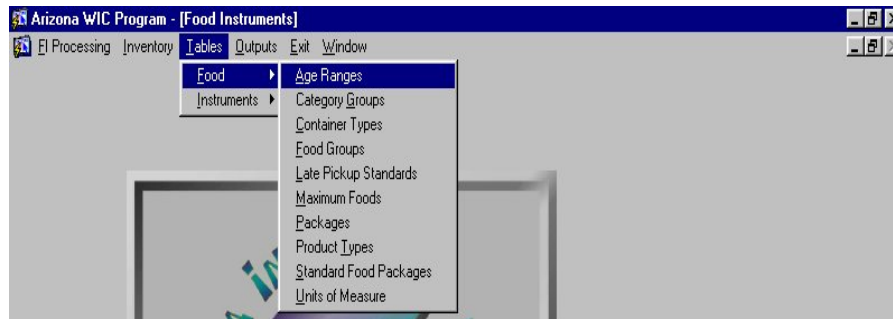 Arizona WIC Program - [Food Instruments]
FI Processing Inventory Tables Outputs Exit Window
Food
Instruments
Age Ranges
Category Groups
Container Types
Food Groups
Late Pickup Standards
Maximum Foods
Packages
Product Types
Standard Food Packages
Units of Measure